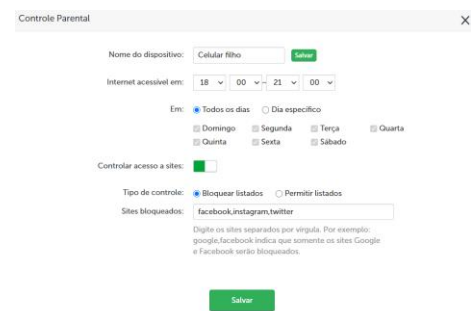 Controle Parental
Nome do dispositivo: Celular filho Salvar
Internet acessível em: 18 00 ~ 21 00
Em: Todos os dias Dia específico
Domingo Segunda Terça Quarta
Quinta Sexta Sábado
Controlar acesso a sites:
Tipo de controle: Bloquear listados Permitir listados
Sites bloqueados: facebook,instagram,twitter
Digite os sites separados por vírgula. Por exemplo:
google,facebook indica que somente os sites Google
e Facebook serão bloqueados.
Salvar